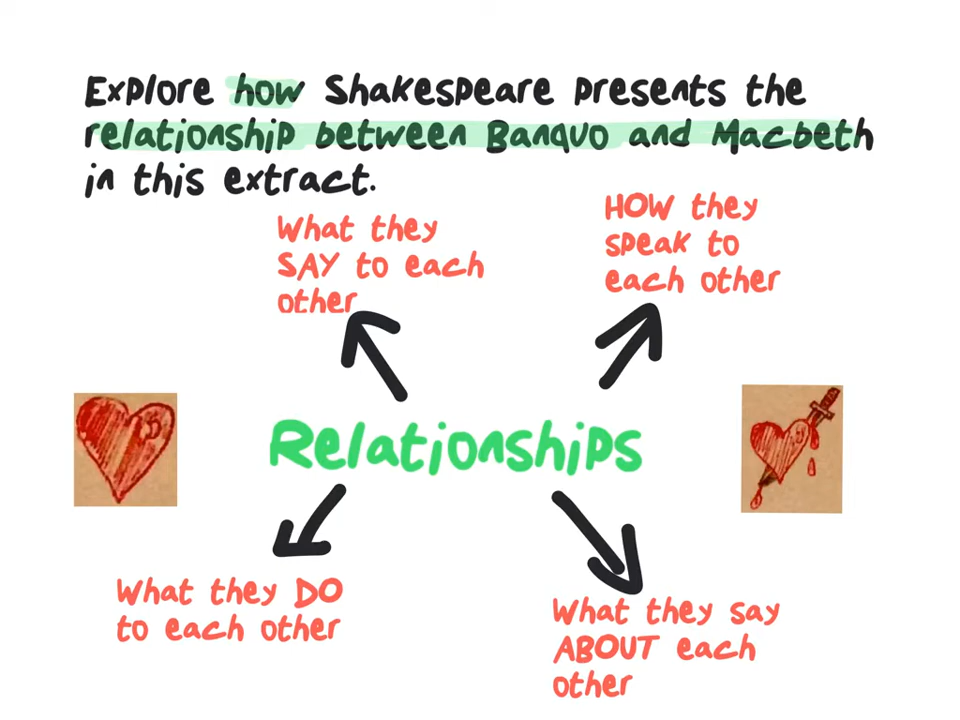 Explore how Shakespeare presents the
relationship between Banquo and Macbeth
in this extract.
What they
SAY to each
other
HOW they
speak to
each other
Relationships
What they DO
to each other
What they say
ABOUT each
other